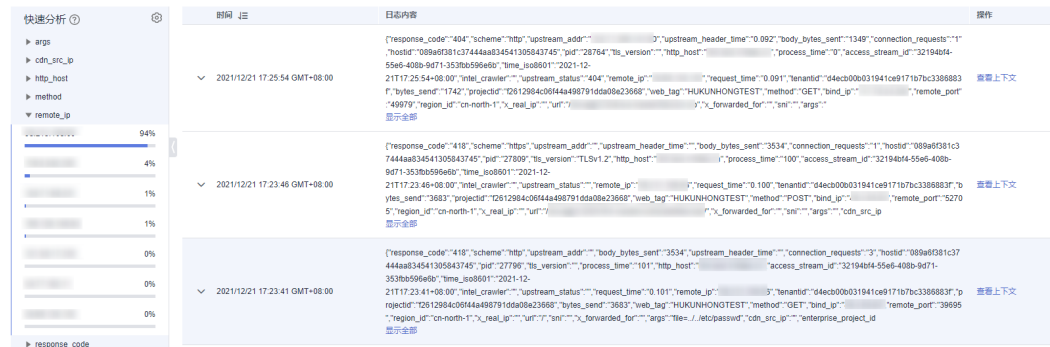 快速分析
args
cdn_src_ip
http_host
method
remote_ip
94%
4%
1%
1%
0%
0%
0%
response_code
时间
日志内容
操作
{"response_code":"404","scheme":"http","upstream_addr":" 0","upstream_header_time":"0.092","body_bytes_sent":"1349","connection_requests":"1"
,"hostid":"089a6f381c37444aa834541305843745","pid":"28764","tls_version":"","http_host":" ","process_time":"0","access_stream_id":"32194bf4-
55e6-408b-9d71-353fbb596e6b","time_iso8601":"2021-12-
2021/12/21 17:25:54 GMT+08:00
21T17:25:54+08:00","intel_crawler":"","upstream_status":"404","remote_ip":" ","request_time":"0.091","tenantid":"d4ecb00b031941ce9171b7bc3386883
查看上下文
f","bytes_send":"1742","projectid":"f2612984c06f44a498791dda08e23668","web_tag":"HUKUNHONGTEST","method":"GET","bind_ip":" ","remote_port"
:"49979","region_id":"cn-north-1","x_real_ip":"","url":"/ ","x_forwarded_for":"","sni":"","args":"
显示全部
{"response_code":"418","scheme":"https","upstream_addr":"","upstream_header_time":"","body_bytes_sent":"3534","connection_requests":"1","hostid":"089a6f381c3
7444aa834541305843745","pid":"27809","tls_version":"TLSv1.2","http_host":" ","process_time":"100","access_stream_id":"32194bf4-55e6-408b-
9d71-353fbb596e6b","time_iso8601":"2021-12-
2021/12/21 17:23:46 GMT+08:00
21T17:23:46+08:00","intel_crawler":"","upstream_status":"","remote_ip":" ","request_time":"0.100","tenantid":"d4ecb00b031941ce9171b7bc3386883f","b
查看上下文
ytes_send":"3683","projectid":"f2612984c06f44a498791dda08e23668","web_tag":"HUKUNHONGTEST","method":"POST","bind_ip":" ","remote_port":"5270
5","region_id":"cn-north-1","x_real_ip":"","url":"/ ","x_forwarded_for":"","sni":"","args":"","cdn_src_ip
显示全部
{"response_code":"418","scheme":"http","upstream_addr":"","body_bytes_sent":"3534","upstream_header_time":"","connection_requests":"3","hostid":"089a6f381c37
444aa834541305843745","pid":"27796","tls_version":"","process_time":"101","http_host":" "access_stream_id":"32194bf4-55e6-408b-9d71-
353fbb596e6b","time_iso8601":"2021-12-
2021/12/21 17:23:41 GMT+08:00
21T17:23:41+08:00","intel_crawler":"","upstream_status":"","request_time":"0.101","remote_ip":" ","tenantid":"d4ecb00b031941ce9171b7bc3386883f","p
查看上下文
rojectid":"f2612984c06f44a498791dda08e23668","bytes_send":"3683","web_tag":"HUKUNHONGTEST","method":"GET","bind_ip":" "remote_port":"39695
","region_id":"cn-north-1","x_real_ip":"","url":"/","sni":"","x_forwarded_for":"","args":"file=../../etc/passwd","cdn_src_ip":"","enterprise_project_id
显示全部